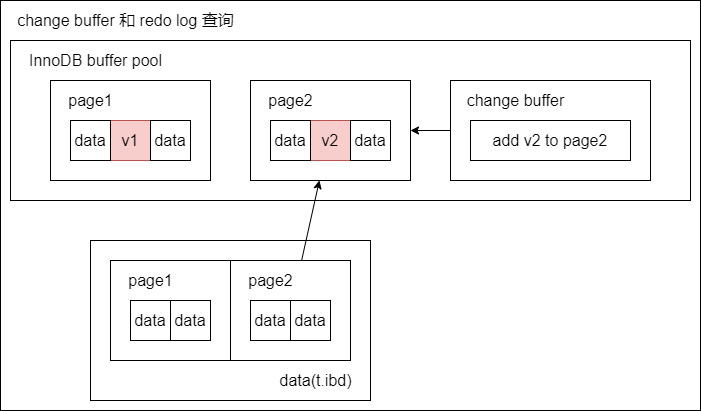 change buffer 和 redo log 查询
InnoDB buffer pool
page1
data v1 data
page2
data v2 data
change buffer
add v2 to page2
page1
data data
page2
data data
data(t.ibd)